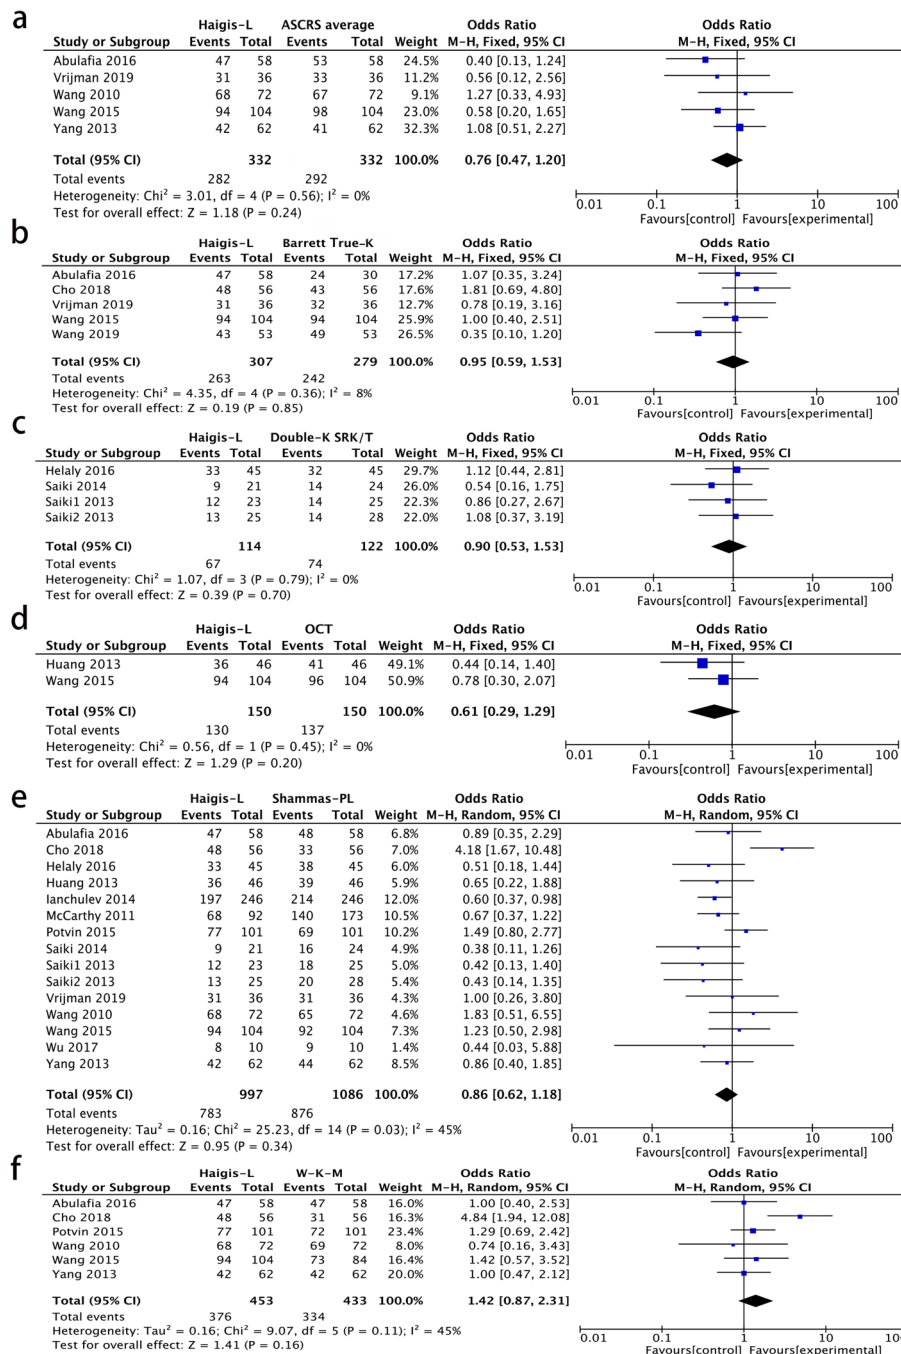 a
Haigis-L ASCRS average Odds Ratio Odds Ratio
Study or Subgroup Events Total Events Total Weight M-H, Fixed, 95% CI M-H, Fixed, 95% CI
Abulafia 2016 47 58 53 58 24.5% 0.40 [0.13, 1.24]
Vrijman 2019 31 36 33 36 11.2% 0.56 [0.12, 2.56]
Wang 2010 68 72 67 72 9.1% 1.27 [0.33, 4.93]
Wang 2015 94 104 98 104 23.0% 0.58 [0.20, 1.65]
Yang 2013 42 62 41 62 32.3% 1.08 [0.51, 2.27]
Total (95% CI) 332 332 100.0% 0.76 [0.47, 1.20]
Total events 282 292
Heterogeneity: Chi² = 3.01, df = 4 (P = 0.56); I² = 0%
Test for overall effect: Z = 1.18 (P = 0.24)
0.01 0.1 1 10 100
Favours[control] Favours[experimental]
b
Haigis-L Barrett True-K Odds Ratio Odds Ratio
Study or Subgroup Events Total Events Total Weight M-H, Fixed, 95% CI M-H, Fixed, 95% CI
Abulafia 2016 47 58 24 30 17.2% 1.07 [0.35, 3.24]
Cho 2018 48 56 43 56 17.6% 1.81 [0.69, 4.80]
Vrijman 2019 31 36 32 36 12.7% 0.78 [0.19, 3.16]
Wang 2015 94 104 94 104 25.9% 1.00 [0.40, 2.51]
Wang 2019 43 53 49 53 26.5% 0.35 [0.10, 1.20]
Total (95% CI) 307 279 100.0% 0.95 [0.59, 1.53]
Total events 263 242
Heterogeneity: Chi² = 4.35, df = 4 (P = 0.36); I² = 8%
Test for overall effect: Z = 0.19 (P = 0.85)
0.01 0.1 1 10 100
Favours[control] Favours[experimental]
c
Haigis-L Double-K SRK/T Odds Ratio Odds Ratio
Study or Subgroup Events Total Events Total Weight M-H, Fixed, 95% CI M-H, Fixed, 95% CI
Helaly 2016 33 45 32 45 29.7% 1.12 [0.44, 2.81]
Saiki 2014 9 21 14 24 26.0% 0.54 [0.16, 1.75]
Saiki1 2013 12 23 14 25 22.3% 0.86 [0.27, 2.67]
Saiki2 2013 13 25 14 28 22.0% 1.08 [0.37, 3.19]
Total (95% CI) 114 122 100.0% 0.90 [0.53, 1.53]
Total events 67 74
Heterogeneity: Chi² = 1.07, df = 3 (P = 0.79); I² = 0%
Test for overall effect: Z = 0.39 (P = 0.70)
0.01 0.1 1 10 100
Favours[control] Favours[experimental]
d
Haigis-L OCT Odds Ratio Odds Ratio
Study or Subgroup Events Total Events Total Weight M-H, Fixed, 95% CI M-H, Fixed, 95% CI
Huang 2013 36 46 41 46 49.1% 0.44 [0.14, 1.40]
Wang 2015 94 104 96 104 50.9% 0.78 [0.30, 2.07]
Total (95% CI) 150 150 100.0% 0.61 [0.29, 1.29]
Total events 130 137
Heterogeneity: Chi² = 0.56, df = 1 (P = 0.45); I² = 0%
Test for overall effect: Z = 1.29 (P = 0.20)
0.01 0.1 1 10 100
Favours[control] Favours[experimental]
e
Haigis-L Shammas-PL Odds Ratio Odds Ratio
Study or Subgroup Events Total Events Total Weight M-H, Random, 95% CI M-H, Random, 95% CI
Abulafia 2016 47 58 48 58 6.8% 0.89 [0.35, 2.29]
Cho 2018 48 56 33 56 7.0% 4.18 [1.67, 10.48]
Helaly 2016 33 45 38 45 6.0% 0.51 [0.18, 1.44]
Huang 2013 36 46 39 46 5.9% 0.65 [0.22, 1.88]
Ianchulev 2014 197 246 214 246 12.0% 0.60 [0.37, 0.98]
McCarthy 2011 68 92 140 173 10.5% 0.67 [0.37, 1.22]
Potvin 2015 77 101 69 101 10.2% 1.49 [0.80, 2.77]
Saiki 2014 9 21 16 24 4.9% 0.38 [0.11, 1.26]
Saiki1 2013 12 23 18 25 5.0% 0.42 [0.13, 1.40]
Saiki2 2013 13 25 20 28 5.4% 0.43 [0.14, 1.35]
Vrijman 2019 31 36 31 36 4.3% 1.00 [0.26, 3.80]
Wang 2010 68 72 65 72 4.4% 1.83 [0.51, 6.55]
Wang 2015 94 104 92 104 7.3% 1.23 [0.50, 2.98]
Wu 2017 8 10 9 10 1.4% 0.44 [0.03, 5.88]
Yang 2013 42 62 44 62 8.5% 0.86 [0.40, 1.85]
Total (95% CI) 997 1086 100.0% 0.86 [0.62, 1.18]
Total events 783 876
Heterogeneity: Tau² = 0.16; Chi² = 25.23, df = 14 (P = 0.03); I² = 45%
Test for overall effect: Z = 0.95 (P = 0.34)
0.01 0.1 1 10 100
Favours[control] Favours[experimental]
f
Haigis-L W-K-M Odds Ratio Odds Ratio
Study or Subgroup Events Total Events Total Weight M-H, Random, 95% CI M-H, Random, 95% CI
Abulafia 2016 47 58 47 58 16.0% 1.00 [0.40, 2.53]
Cho 2018 48 56 31 56 16.3% 4.84 [1.94, 12.08]
Potvin 2015 77 101 72 101 23.4% 1.29 [0.69, 2.42]
Wang 2010 68 72 69 72 8.0% 0.74 [0.16, 3.43]
Wang 2015 94 104 73 84 16.4% 1.42 [0.57, 3.52]
Yang 2013 42 62 42 62 20.0% 1.00 [0.47, 2.12]
Total (95% CI) 453 433 100.0% 1.42 [0.87, 2.31]
Total events 376 334
Heterogeneity: Tau² = 0.16; Chi² = 9.07, df = 5 (P = 0.11); I² = 45%
Test for overall effect: Z = 1.41 (P = 0.16)
0.01 0.1 1 10 100
Favours[control] Favours[experimental]